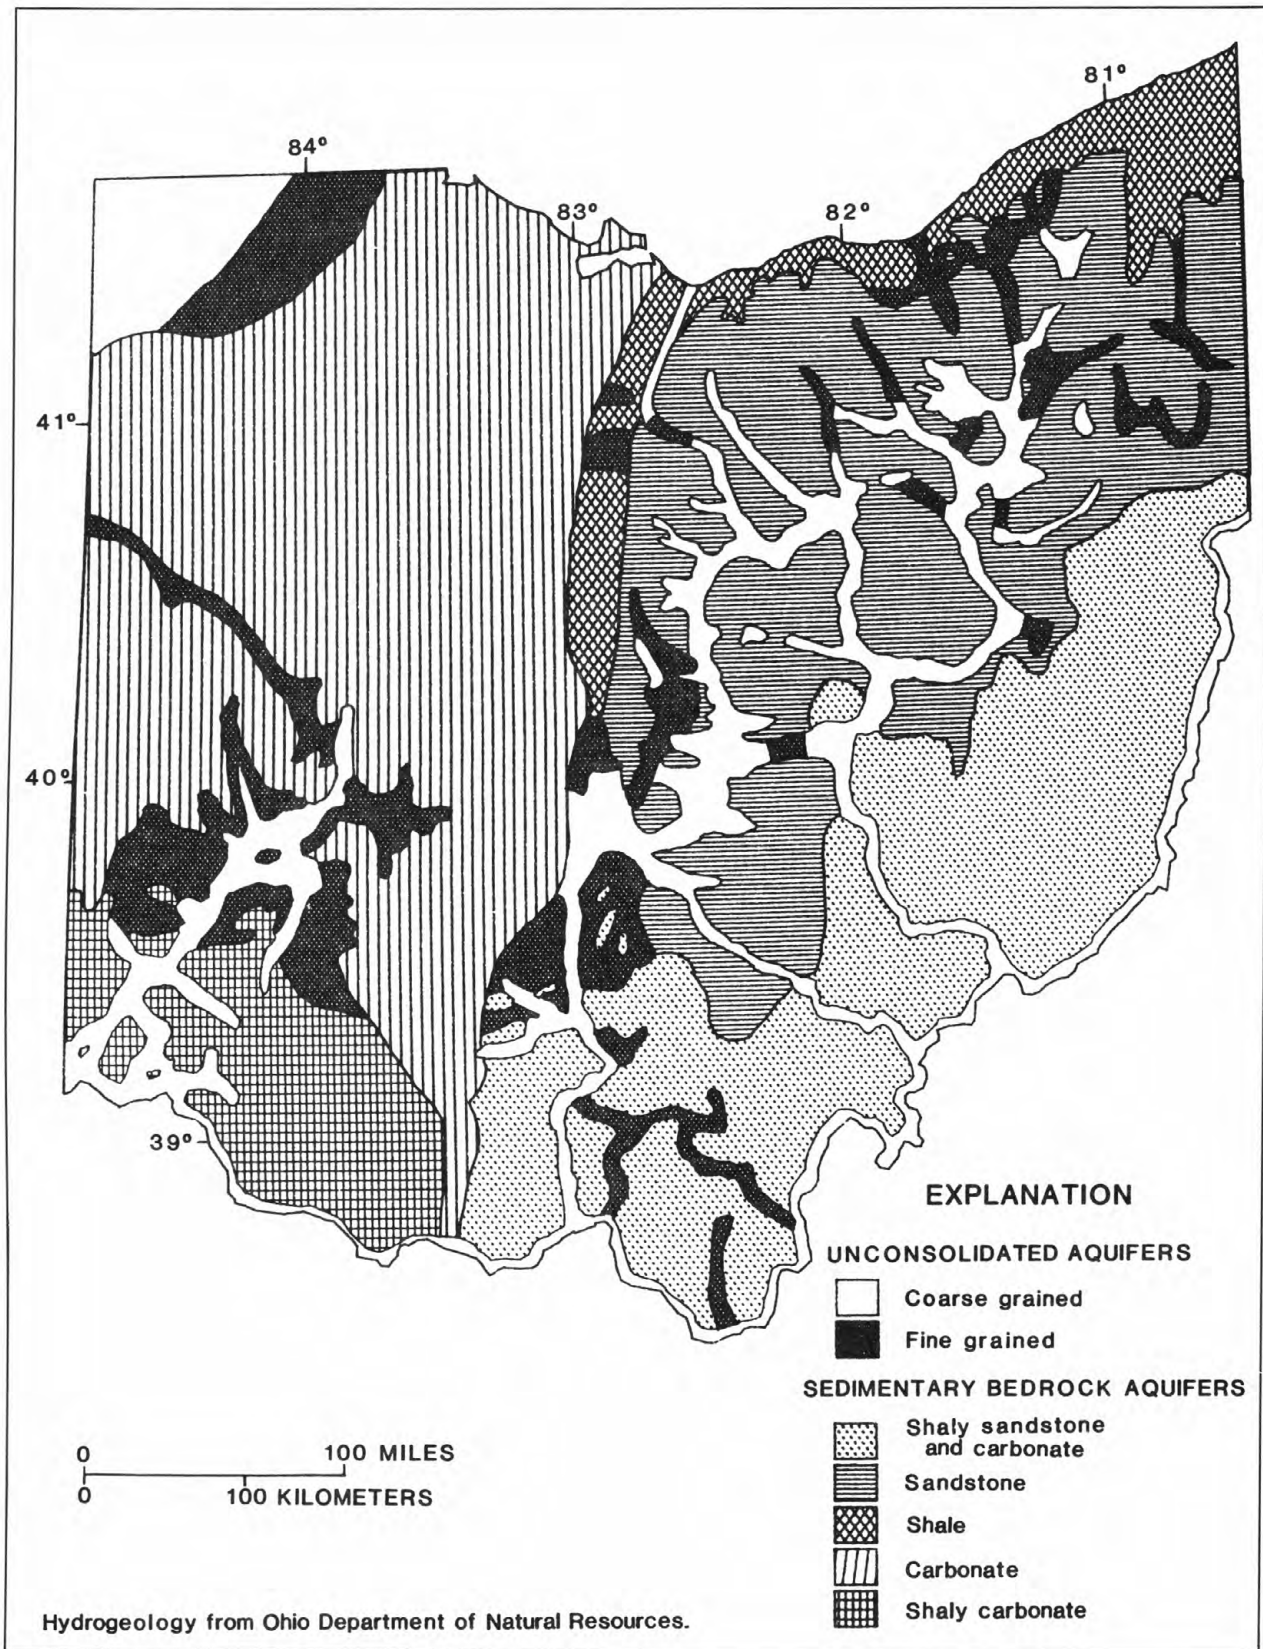 81°
84°
83°
82°
41°
40°
39°
EXPLANATION
UNCONSOLIDATED AQUIFERS
Coarse grained
Fine grained
SEDIMENTARY BEDROCK AQUIFERS
Shaly sandstone
and carbonate
Sandstone
Shale
Carbonate
Shaly carbonate
0 100 MILES
0 100 KILOMETERS
Hydrogeology from Ohio Department of Natural Resources.